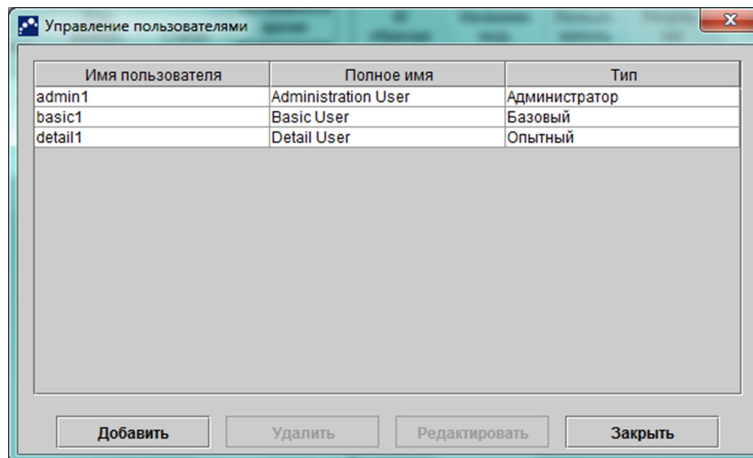 Управление пользователями
Имя пользователя Полное имя Тип
admin1 Administration User Администратор
basic1 Basic User Базовый
detail1 Detail User Опытный
Добавить Удалить Редактировать Закрыть